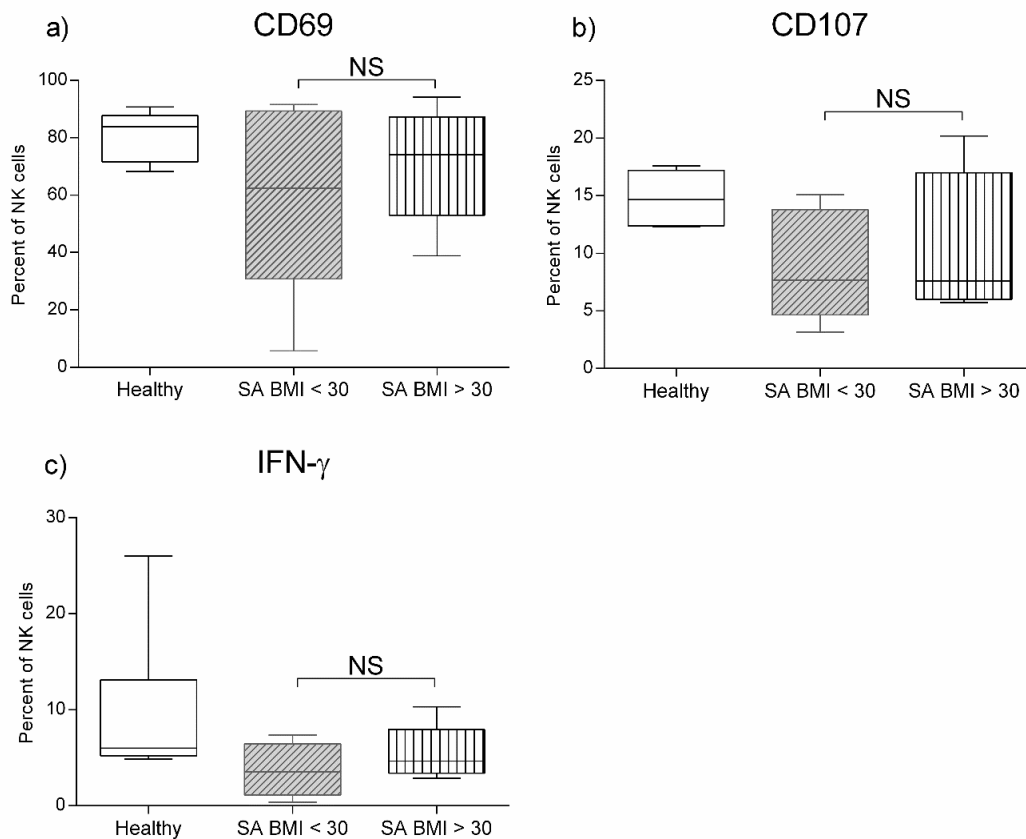 a)
CD69
NS
100
80
60
40
20
0
Percent of NK cells
Healthy
SA BMI < 30
SA BMI > 30
b)
CD107
NS
25
20
15
10
5
0
Percent of NK cells
Healthy
SA BMI < 30
SA BMI > 30
c)
IFN-γ
NS
30
20
10
0
Percent of NK cells
Healthy
SA BMI < 30
SA BMI > 30